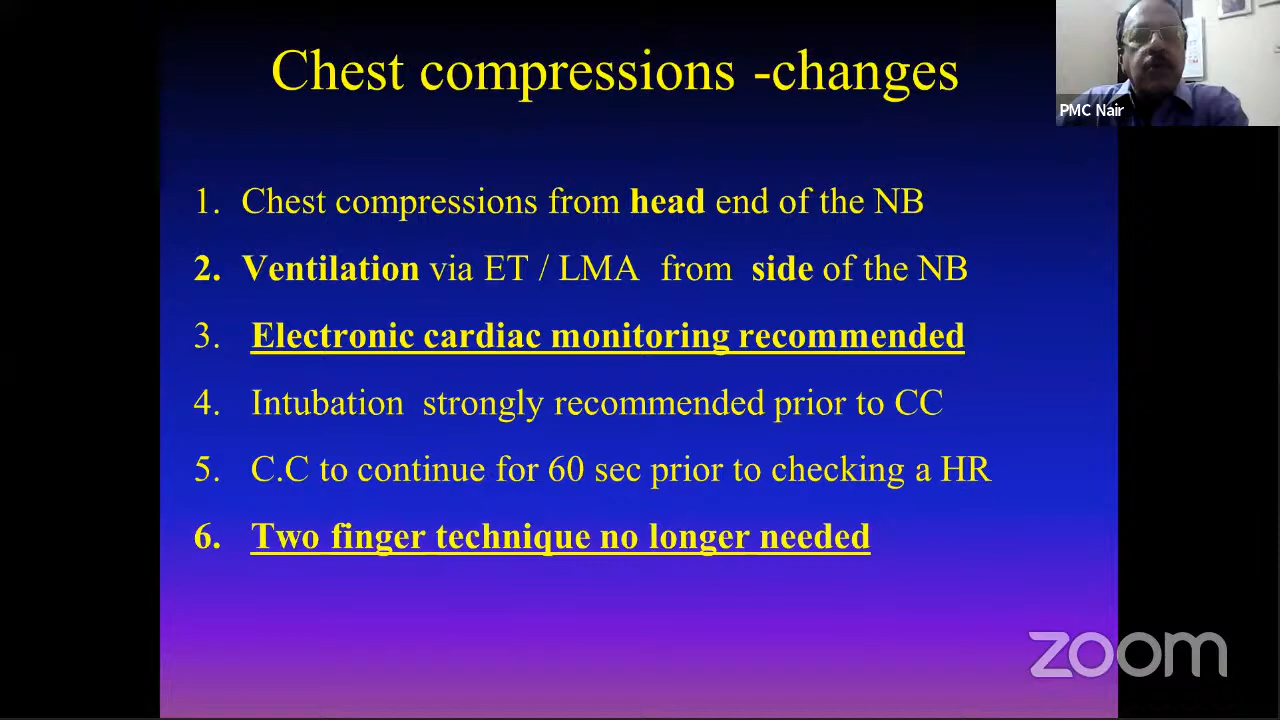 Chest compressions -changes
PMC Nair
1. Chest compressions from head end of the NB
2. Ventilation via ET / LMA from side of the NB
3. Electronic cardiac monitoring recommended
4. Intubation strongly recommended prior to CC
5. C.C to continue for 60 sec prior to checking a HR
6. Two finger technique no longer needed
zoom